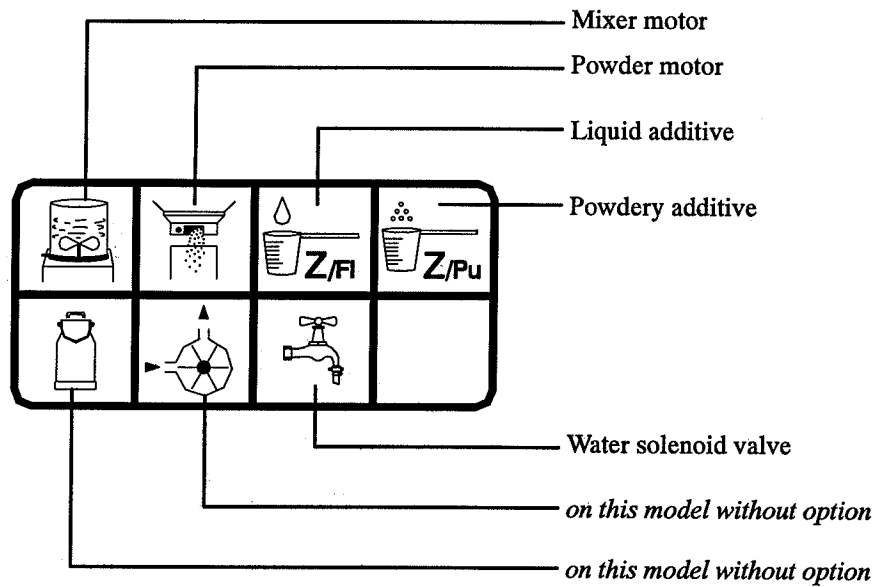 Mixer motor
Powder motor
Liquid additive
Powdery additive
Z/Fl
Z/Pu
Water solenoid valve
on this model without option
on this model without option